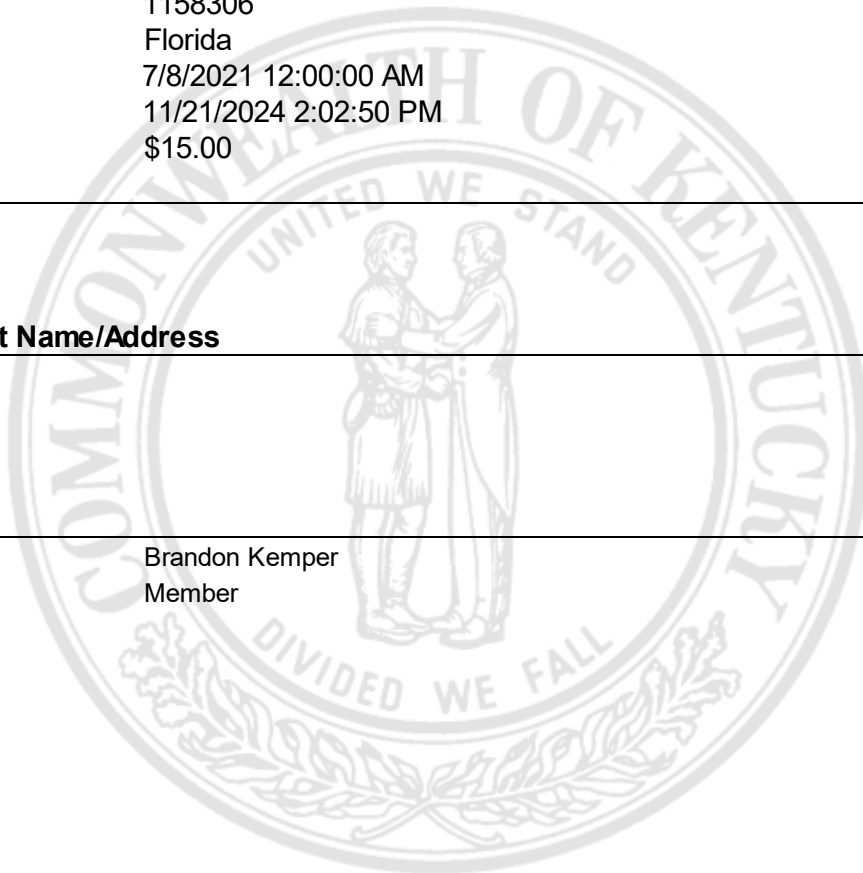 1158306
Florida
7/8/2021 12:00:00 AM
11/21/2024 2:02:50 PM
$15.00
COMMONWEALTH OF KENTUCKY
UNITED WE STAND
t Name/Address
Brandon Kemper
Member
DIVIDED WE FALL